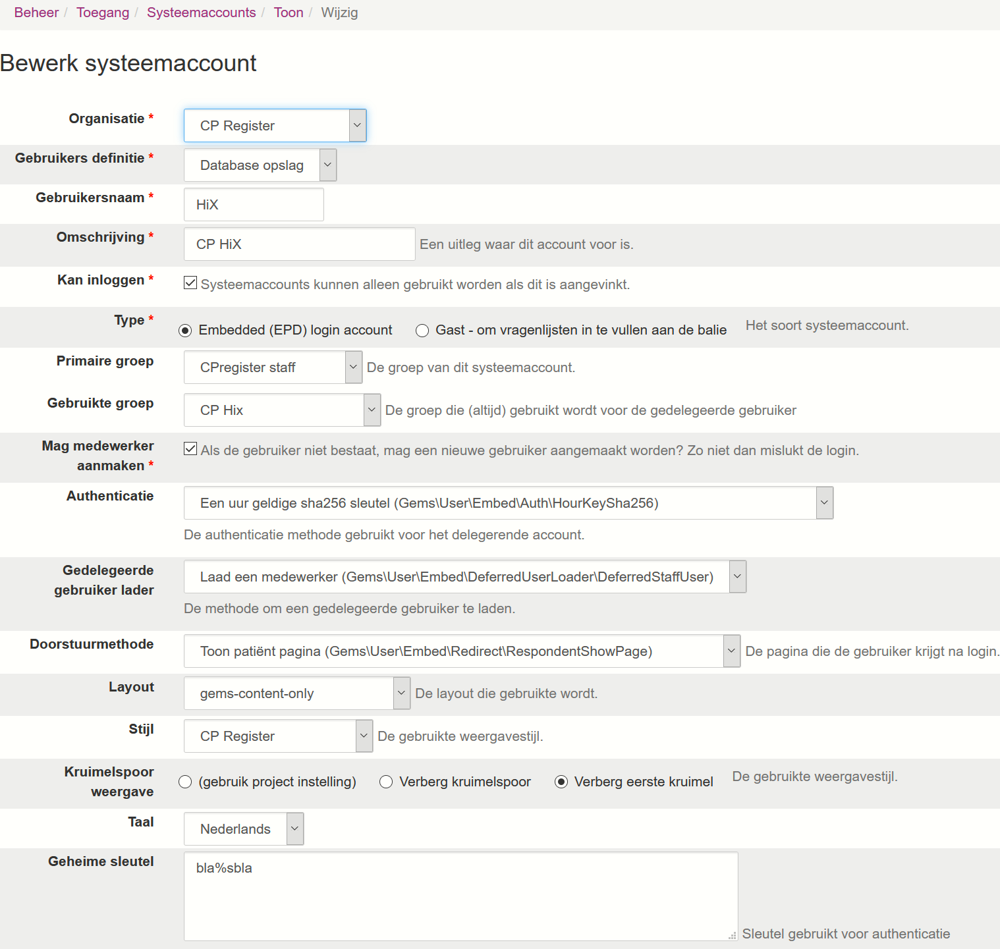 Beheer / Toegang / Systeemaccounts / Toon / Wijzig
Bewerk systeemaccount
Organisatie *
CP Register
Gebruikers definitie *
Database opslag
Gebruikersnaam *
HiX
Omschrijving *
CP HiX
Een uitleg waar dit account voor is.
Kan inloggen *
Systeemaccounts kunnen alleen gebruikt worden als dit is aangevinkt.
Type *
Embedded (EPD) login account
Gast - om vragenlijsten in te vullen aan de balie
Het soort systeemaccount.
Primaire groep
CPregister staff
De groep van dit systeemaccount.
Gebruikte groep
CP Hix
De groep die (altijd) gebruikt wordt voor de gedelegeerde gebruiker
Mag medewerker
aanmaken *
Als de gebruiker niet bestaat, mag een nieuwe gebruiker aangemaakt worden? Zo niet dan mislukt de login.
Authenticatie
Een uur geldige sha256 sleutel (Gems\User\Embed\Auth\HourKeySha256)
De authenticatie methode gebruikt voor het delegerende account.
Gedelegeerde
gebruiker lader
Laad een medewerker (Gems\User\Embed\DeferredUserLoader\DeferredStaffUser)
De methode om een gedelegeerde gebruiker te laden.
Doorstuurmethode
Toon patiënt pagina (Gems\User\Embed\Redirect\RespondentShowPage)
De pagina die de gebruiker krijgt na login.
Layout
gems-content-only
De layout die gebruikte wordt.
Stijl
CP Register
De gebruikte weergavestijl.
Kruimelspoor
weergave
(gebruik project instelling)
Verberg kruimelspoor
Verberg eerste kruimel
De gebruikte weergavestijl.
Taal
Nederlands
Geheime sleutel
bla%sbla
Sleutel gebruikt voor authenticatie